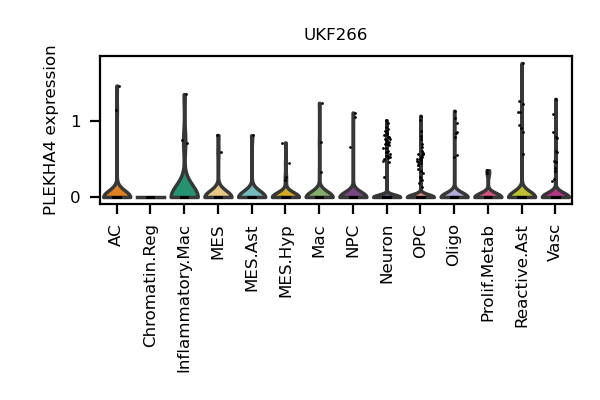 UKF266
PLEKHA4 expression
1
0
AC
Chromatin.Reg
Inflammatory.Mac
MES
MES.Ast
MES.Hyp
Mac
NPC
Neuron
OPC
Oligo
Prolif.Metab
Reactive.Ast
Vasc